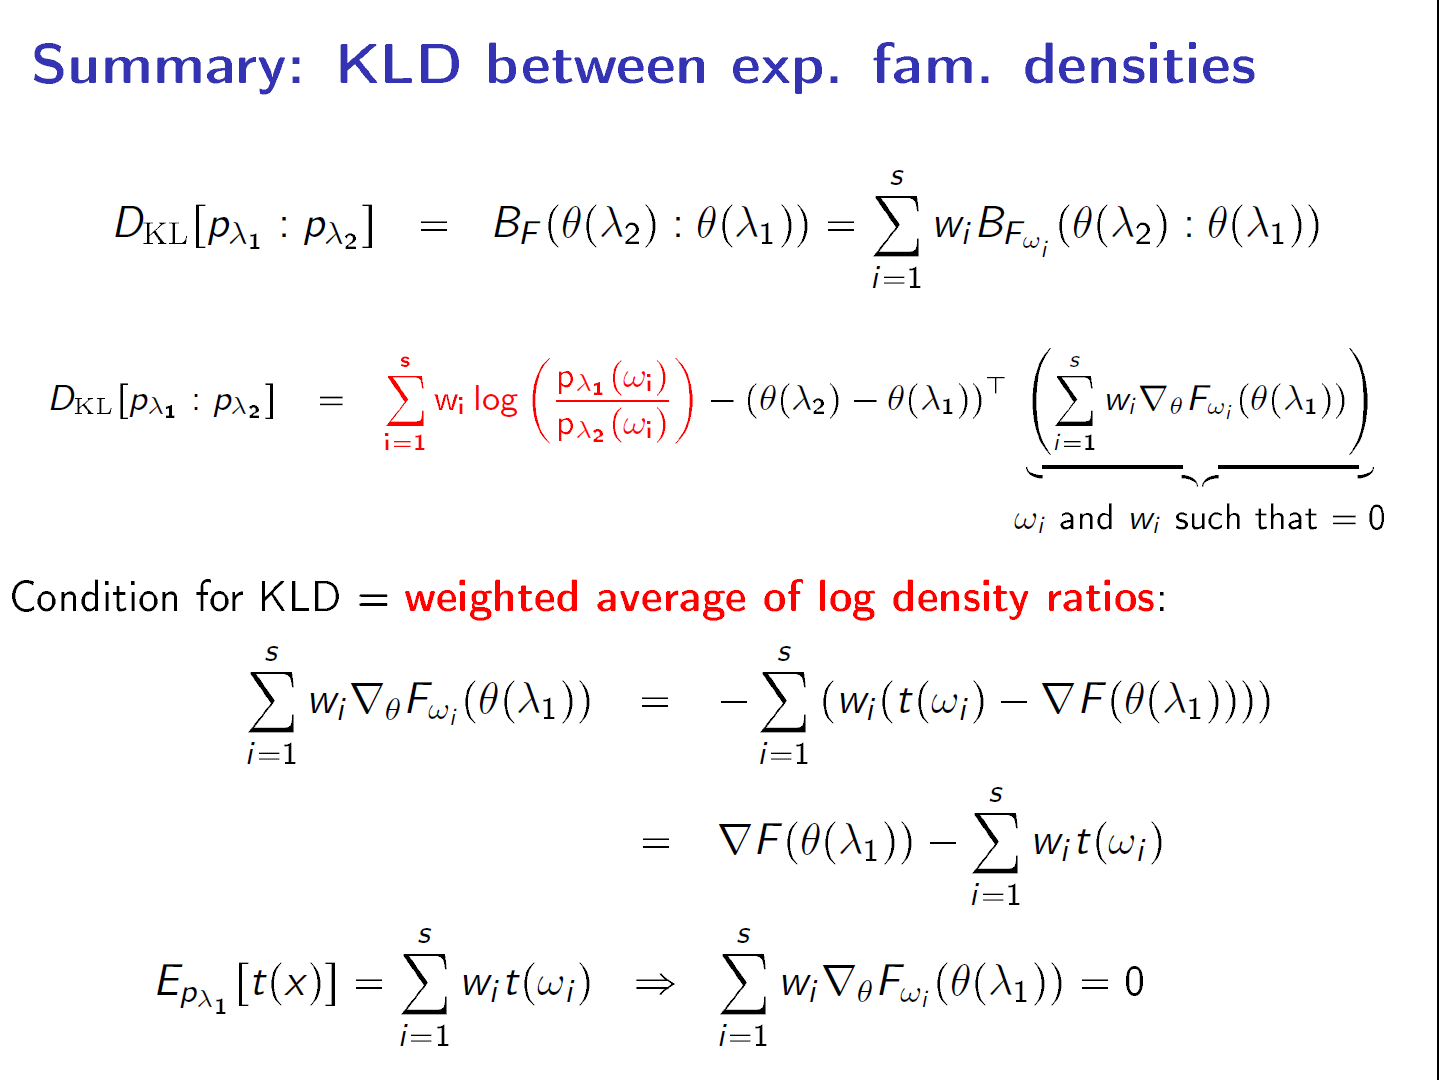 Summary: KLD between exp. fam. densities
$D_{\mathrm{KL}}[p_{\lambda_1} : p_{\lambda_2}] = B_F(\theta(\lambda_2) : \theta(\lambda_1)) = \sum_{i=1}^{s} w_i B_{F_{\omega_i}}(\theta(\lambda_2) : \theta(\lambda_1))$
$D_{\mathrm{KL}}[p_{\lambda_1} : p_{\lambda_2}] = \sum_{i=1}^{s} w_i \log \left( \frac{p_{\lambda_1}(\omega_i)}{p_{\lambda_2}(\omega_i)} \right) - (\theta(\lambda_2) - \theta(\lambda_1))^\top \underbrace{\left( \sum_{i=1}^{s} w_i \nabla_\theta F_{\omega_i}(\theta(\lambda_1)) \right)}$
$\omega_i$ and $w_i$ such that $= 0$
Condition for KLD = weighted average of log density ratios:
$\sum_{i=1}^{s} w_i \nabla_\theta F_{\omega_i}(\theta(\lambda_1)) = - \sum_{i=1}^{s} (w_i(t(\omega_i) - \nabla F(\theta(\lambda_1))))$
$= \nabla F(\theta(\lambda_1)) - \sum_{i=1}^{s} w_i t(\omega_i)$
$E_{p_{\lambda_1}}[t(x)] = \sum_{i=1}^{s} w_i t(\omega_i) \Rightarrow \sum_{i=1}^{s} w_i \nabla_\theta F_{\omega_i}(\theta(\lambda_1)) = 0$